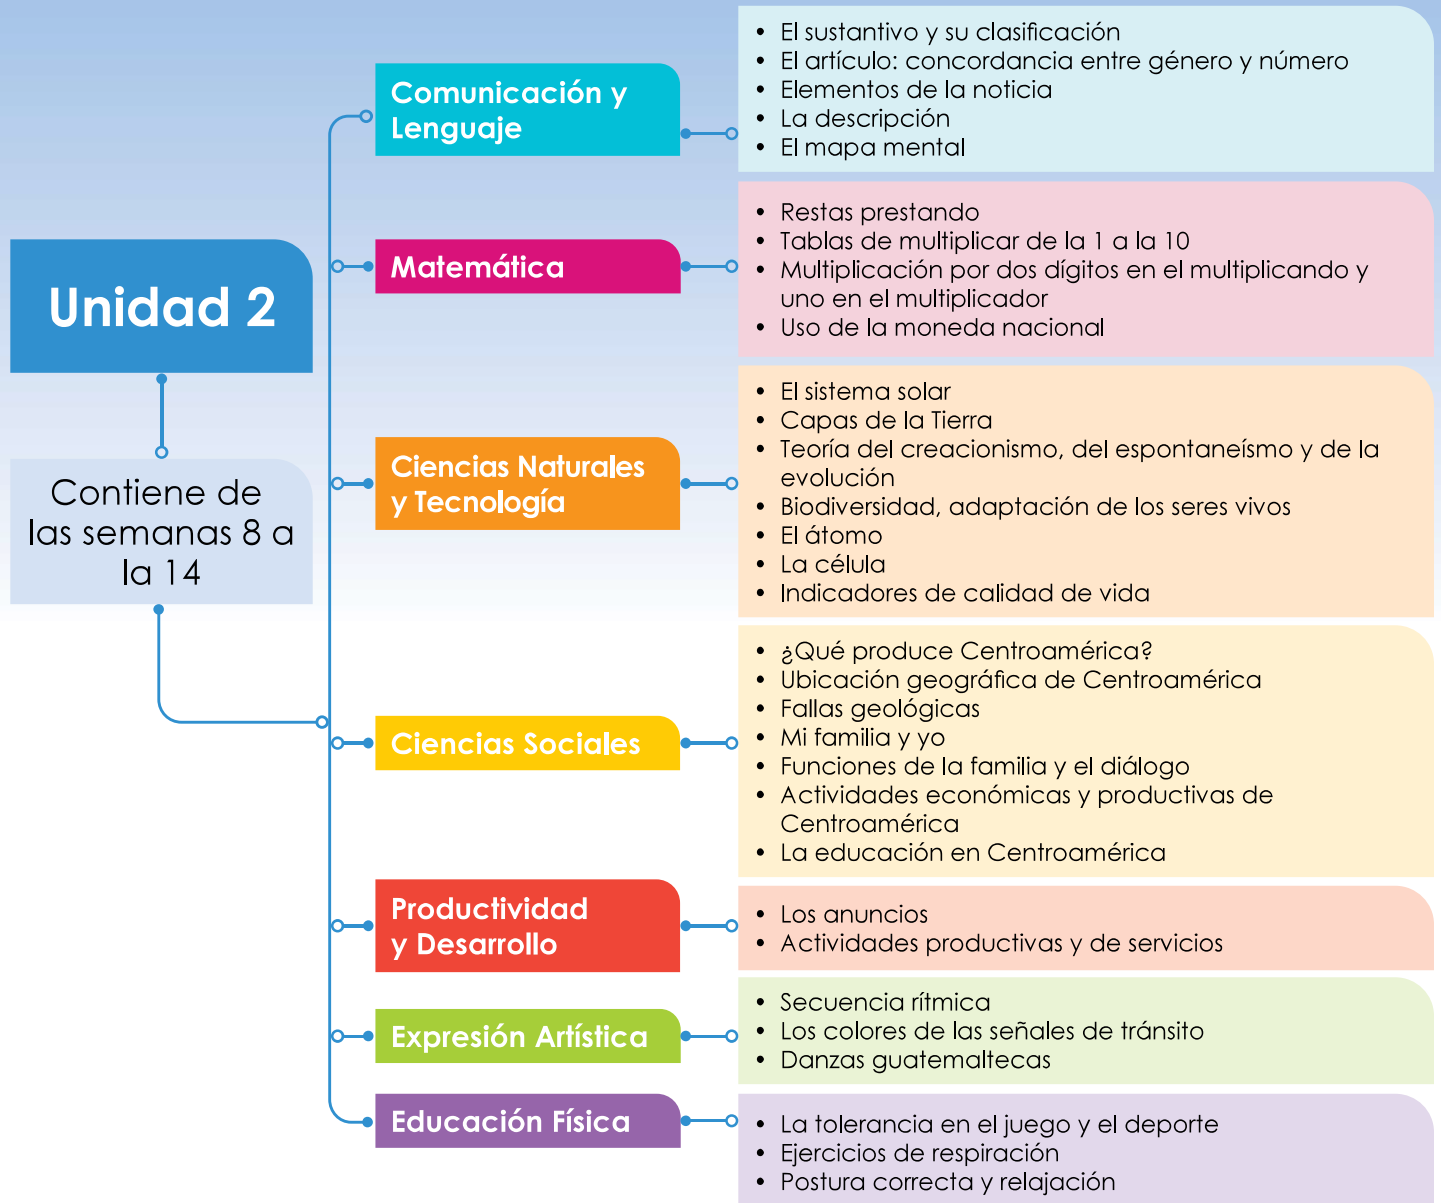 Unidad 2
Contiene de
las semanas 8 a
la 14
Comunicación y
Lenguaje
• El sustantivo y su clasificación
• El artículo: concordancia entre género y número
• Elementos de la noticia
• La descripción
• El mapa mental
Matemática
• Restas prestando
• Tablas de multiplicar de la 1 a la 10
• Multiplicación por dos dígitos en el multiplicando y
uno en el multiplicador
• Uso de la moneda nacional
Ciencias Naturales
y Tecnología
• El sistema solar
• Capas de la Tierra
• Teoría del creacionismo, del espontaneísmo y de la
evolución
• Biodiversidad, adaptación de los seres vivos
• El átomo
• La célula
• Indicadores de calidad de vida
Ciencias Sociales
• ¿Qué produce Centroamérica?
• Ubicación geográfica de Centroamérica
• Fallas geológicas
• Mi familia y yo
• Funciones de la familia y el diálogo
• Actividades económicas y productivas de
Centroamérica
• La educación en Centroamérica
Productividad
y Desarrollo
• Los anuncios
• Actividades productivas y de servicios
Expresión Artística
• Secuencia rítmica
• Los colores de las señales de tránsito
• Danzas guatemaltecas
Educación Física
• La tolerancia en el juego y el deporte
• Ejercicios de respiración
• Postura correcta y relajación